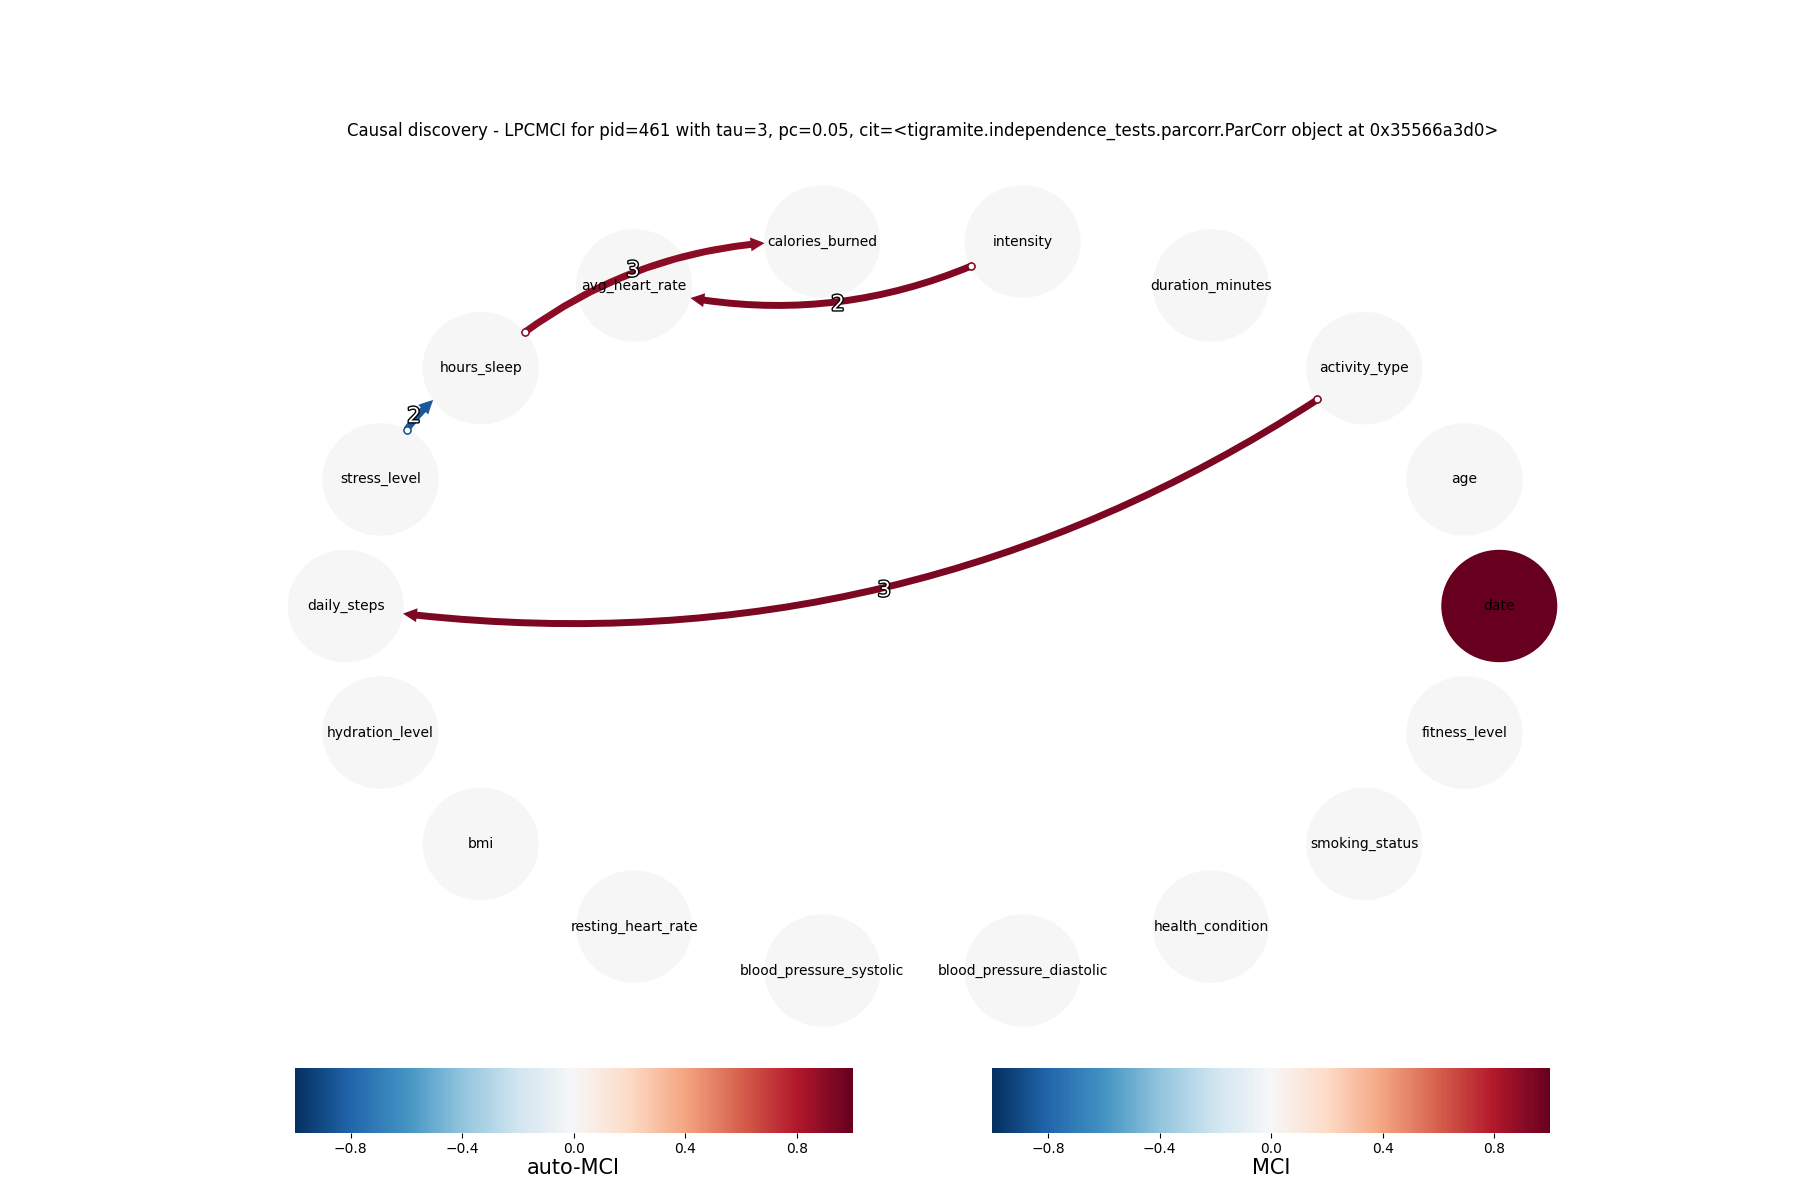 Causal discovery - LPCMCI for pid=461 with tau=3, pc=0.05, cit=<tigramite.independence_tests.parcorr.ParCorr object at 0x35566a3d0>
calories_burned
intensity
3
avg_heart_rate
2
duration_minutes
hours_sleep
activity_type
2
stress_level
age
3
daily_steps
date
hydration_level
fitness_level
bmi
smoking_status
resting_heart_rate
health_condition
blood_pressure_systolic
blood_pressure_diastolic
−0.8 −0.4 0.0 0.4 0.8
auto-MCI
−0.8 −0.4 0.0 0.4 0.8
MCI